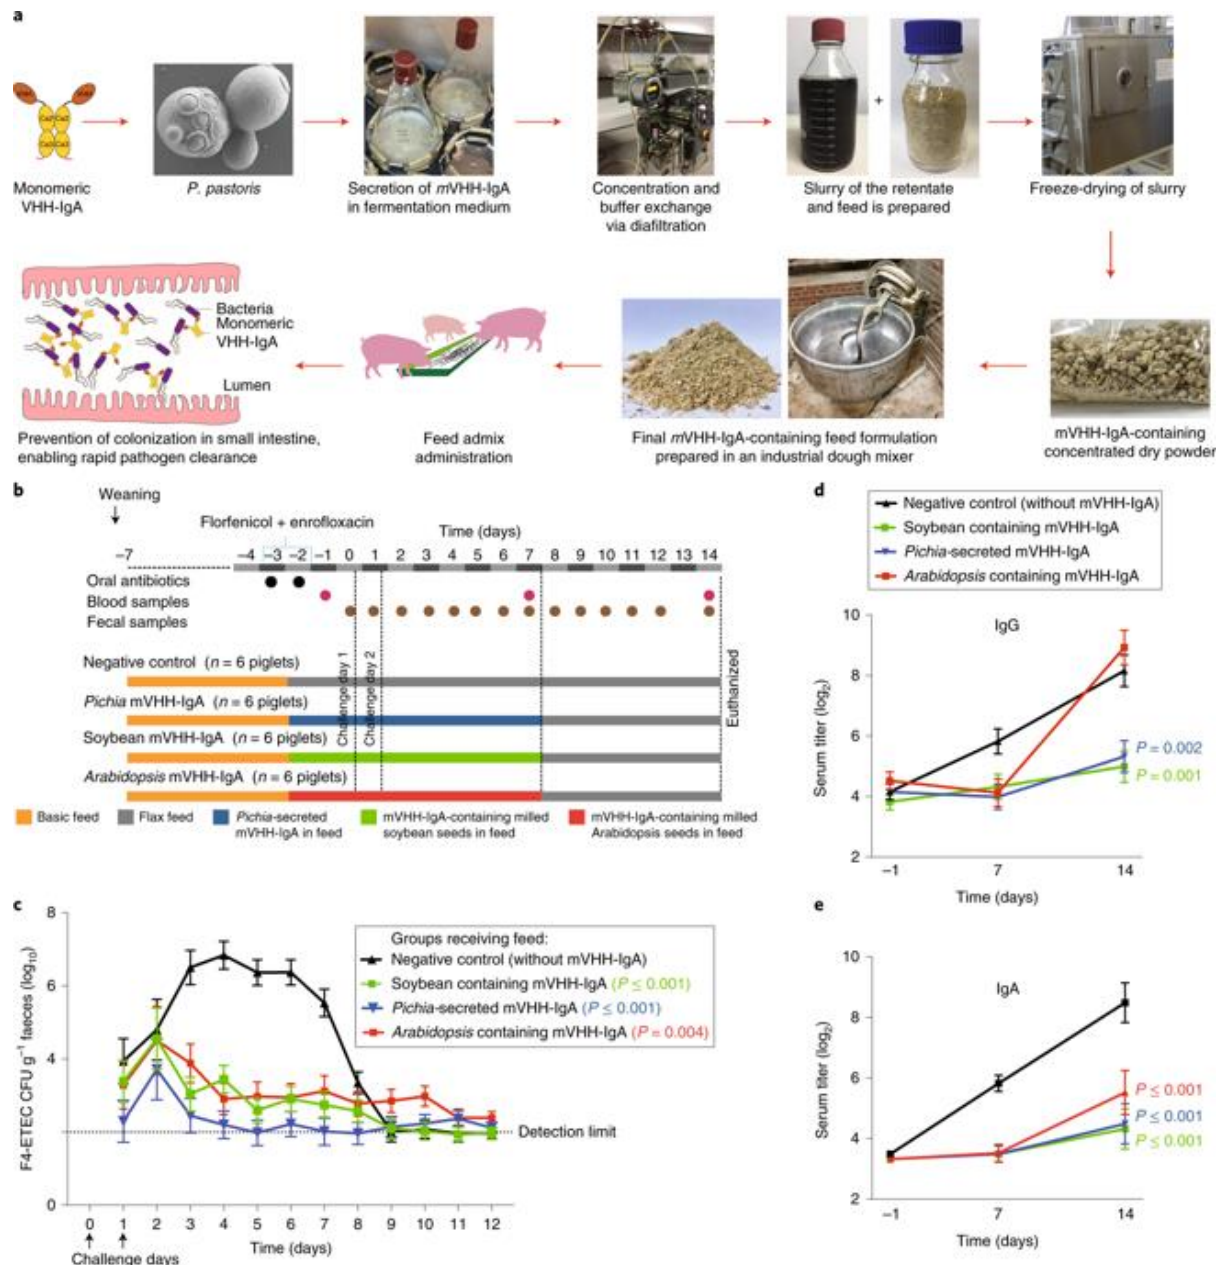 a
Monomeric
VHH-IgA
P. pastoris
Secretion of mVHH-IgA
in fermentation medium
Concentration and
buffer exchange
via diafiltration
+
Slurry of the retentate
and feed is prepared
Freeze-drying of slurry
Bacteria
Monomeric
VHH-IgA
Lumen
Prevention of colonization in small intestine,
enabling rapid pathogen clearance
Feed admix
administration
Final mVHH-IgA-containing feed formulation
prepared in an industrial dough mixer
mVHH-IgA-containing
concentrated dry powder
b
Weaning
Florfenicol + enrofloxacin
Time (days)
–7 –4 –3 –2 –1 0 1 2 3 4 5 6 7 8 9 10 11 12 14
Oral antibiotics
Blood samples
Fecal samples
Negative control (n = 6 piglets)
Pichia mVHH-IgA (n = 6 piglets)
Soybean mVHH-IgA (n = 6 piglets)
Arabidopsis mVHH-IgA (n = 6 piglets)
Challenge day 1
Challenge day 2
Euthanized
Basic feed
Flax feed
Pichia-secreted
mVHH-IgA in feed
mVHH-IgA-containing milled
soybean seeds in feed
mVHH-IgA-containing milled
Arabidopsis seeds in feed
c
8
6
4
2
0
F4-ETEC CFU g⁻¹ faeces (log₁₀)
Groups receiving feed:
Negative control (without mVHH-IgA)
Soybean containing mVHH-IgA (P ≤ 0.001)
Pichia-secreted mVHH-IgA (P ≤ 0.001)
Arabidopsis containing mVHH-IgA (P = 0.004)
Detection limit
0 1 2 3 4 5 6 7 8 9 10 11 12
Time (days)
Challenge days
d
Negative control (without mVHH-IgA)
Soybean containing mVHH-IgA
Pichia-secreted mVHH-IgA
Arabidopsis containing mVHH-IgA
IgG
10
8
6
4
2
Serum titer (log₂)
P = 0.002
P = 0.001
–1 7 14
Time (days)
e
IgA
10
8
6
4
2
Serum titer (log₂)
P ≤ 0.001
P ≤ 0.001
P ≤ 0.001
–1 7 14
Time (days)